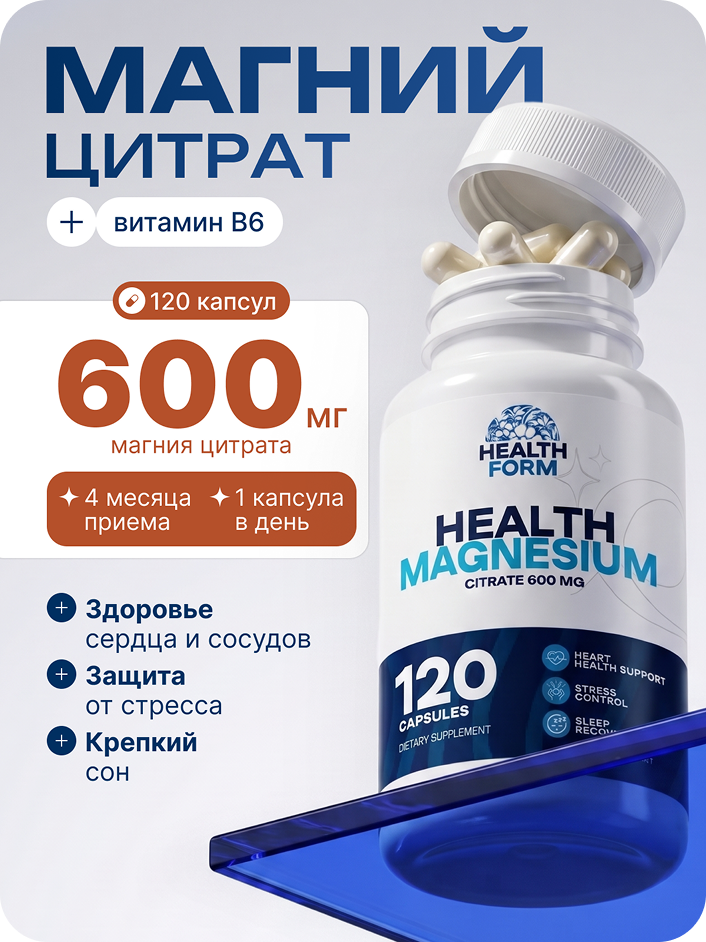 МАГНИЙ
ЦИТРАТ
+ витамин B6
120 капсул
600 мг
магния цитрата
4 месяца
приема
1 капсула
в день
Здоровье
сердца и сосудов
Защита
от стресса
Крепкий
сон
HEALTH
FORM
HEALTH
MAGNESIUM
CITRATE 600 MG
120
CAPSULES
DIETARY SUPPLEMENT
HEART
HEALTH SUPPORT
STRESS
CONTROL
SLEEP